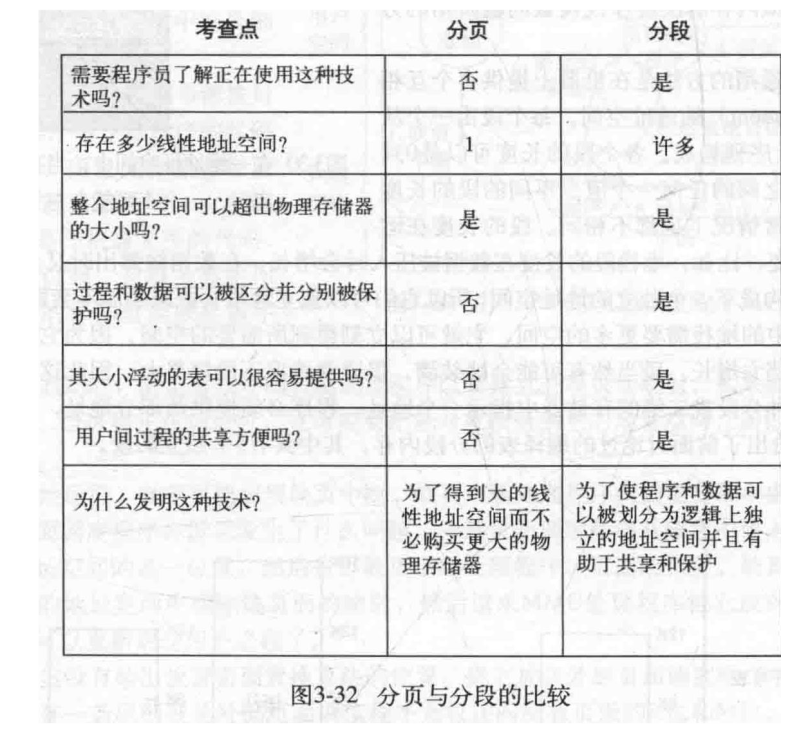 考查点 分页 分段
需要程序员了解正在使用这种技 否 是
术吗?
存在多少线性地址空间? 1 许多
整个地址空间可以超出物理存储器 是 是
的大小吗?
过程和数据可以被区分并分别被保 否 是
护吗?
其大小浮动的表可以很容易提供吗? 否 是
用户间过程的共享方便吗? 否 是
为什么发明这种技术? 为了得到大的线 为了使程序和数据可
性地址空间而不 以被划分为逻辑上独
必购买更大的物 立的地址空间并且有
理存储器 助于共享和保护
图3-32 分页与分段的比较